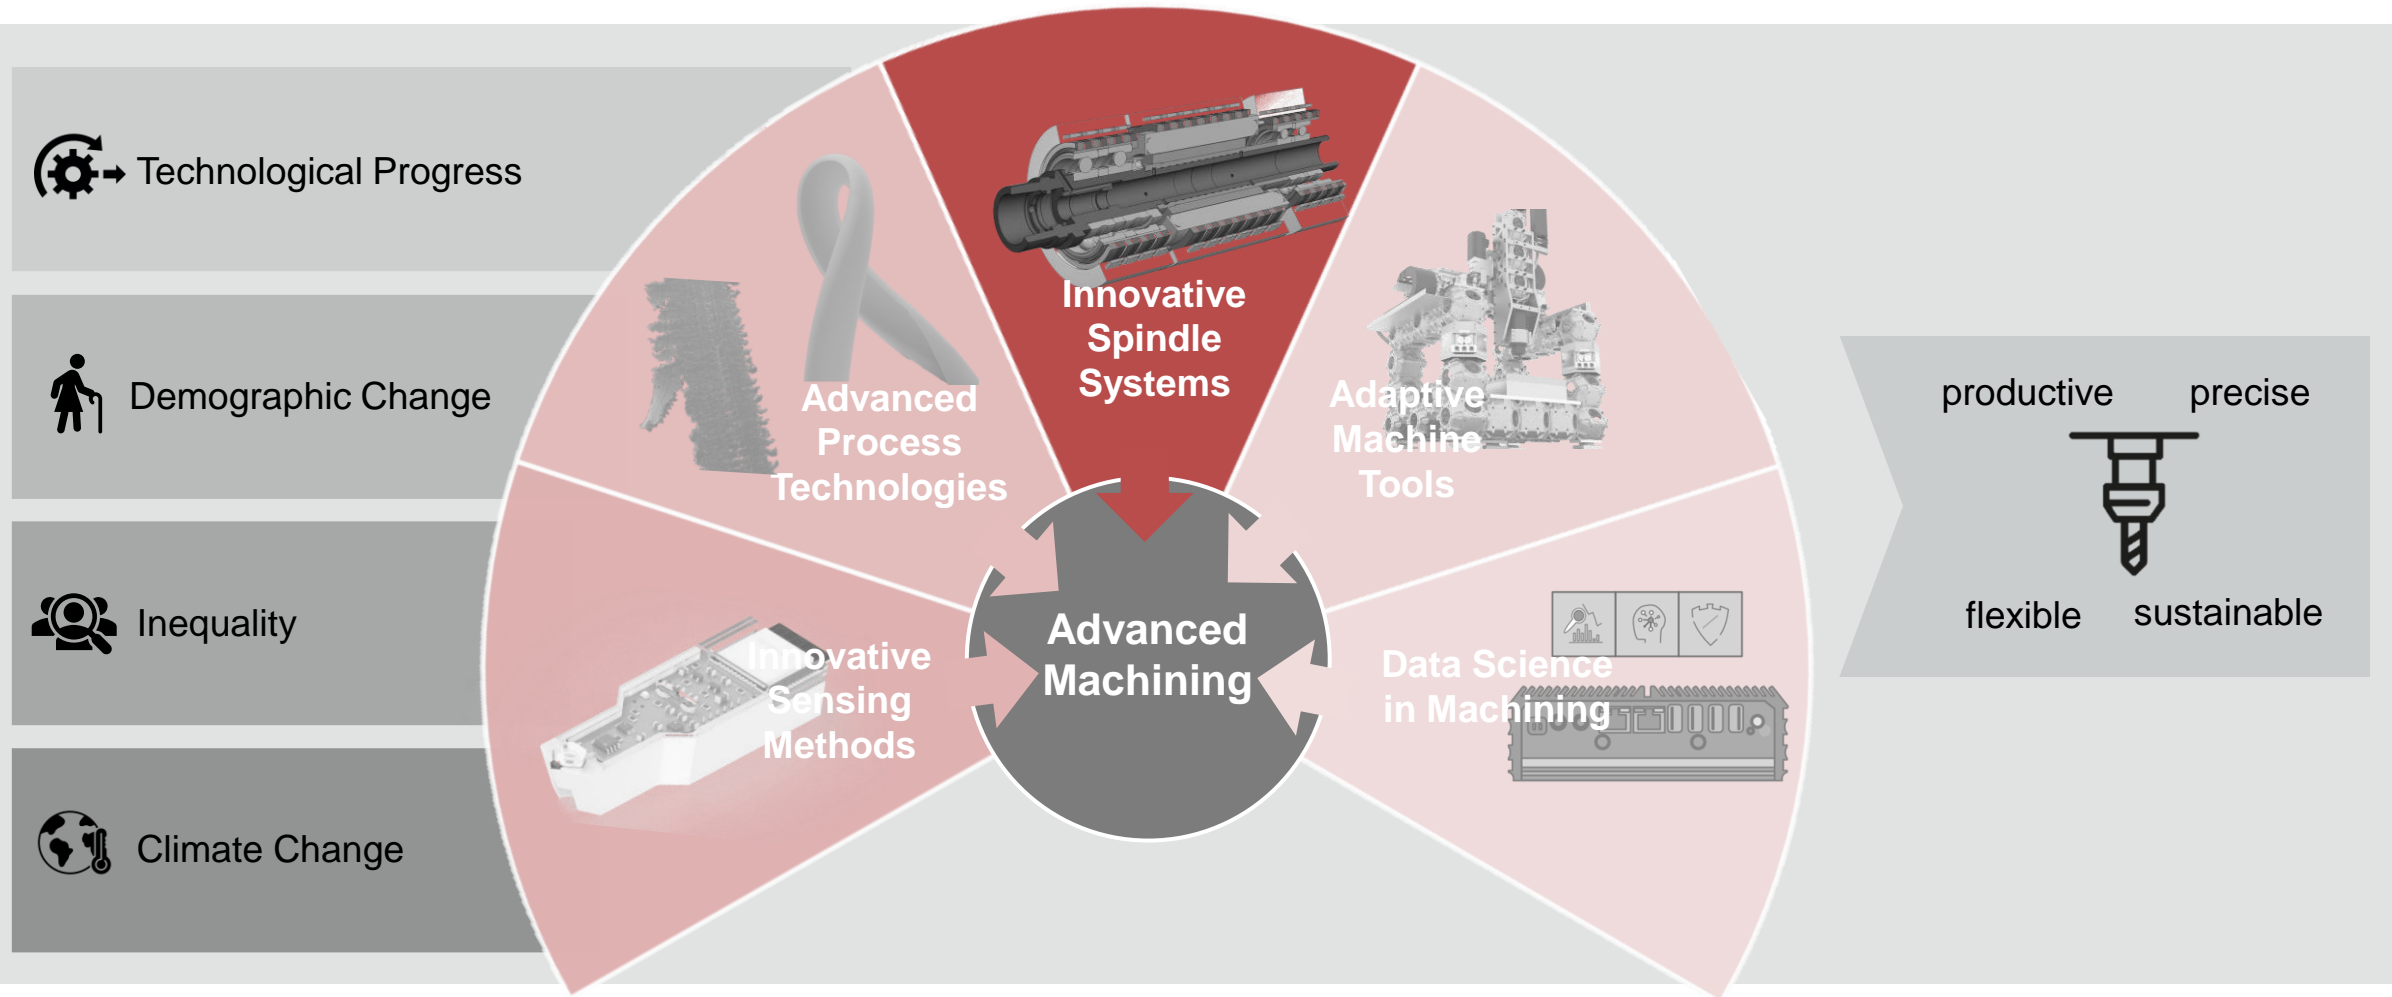 Technological Progress
Demographic Change
Inequality
Climate Change
Innovative
Sensing
Methods
Advanced
Process
Technologies
Innovative
Spindle
Systems
Adaptive
Machine
Tools
Data Science
in Machining
Advanced
Machining
productive
precise
flexible
sustainable